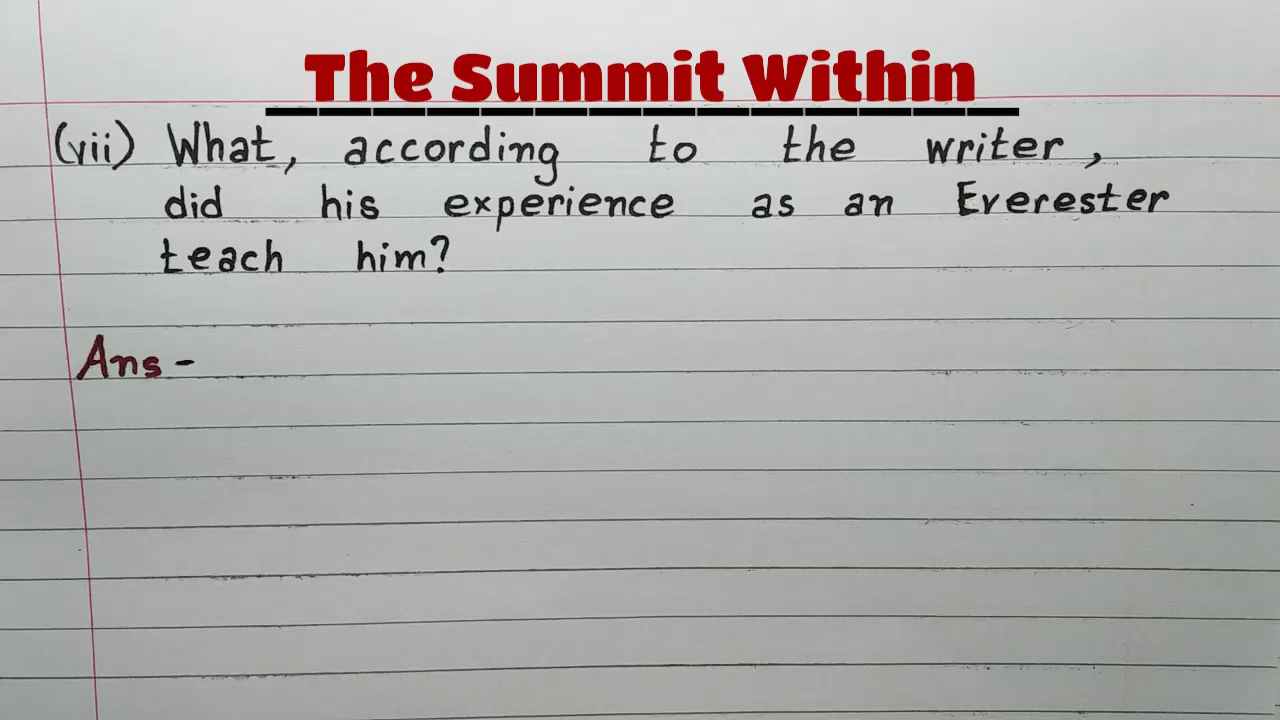 The Summit Within
(vii) What, according to the writer,
did his experience as an Everester
teach him?
Ans -